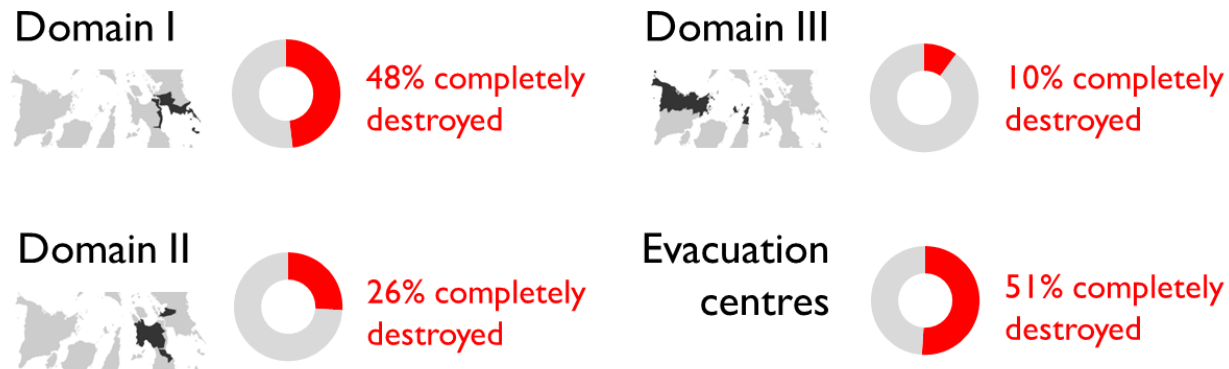 Domain I
48% completely
destroyed
Domain III
10% completely
destroyed
Domain II
26% completely
destroyed
Evacuation
centres
51% completely
destroyed